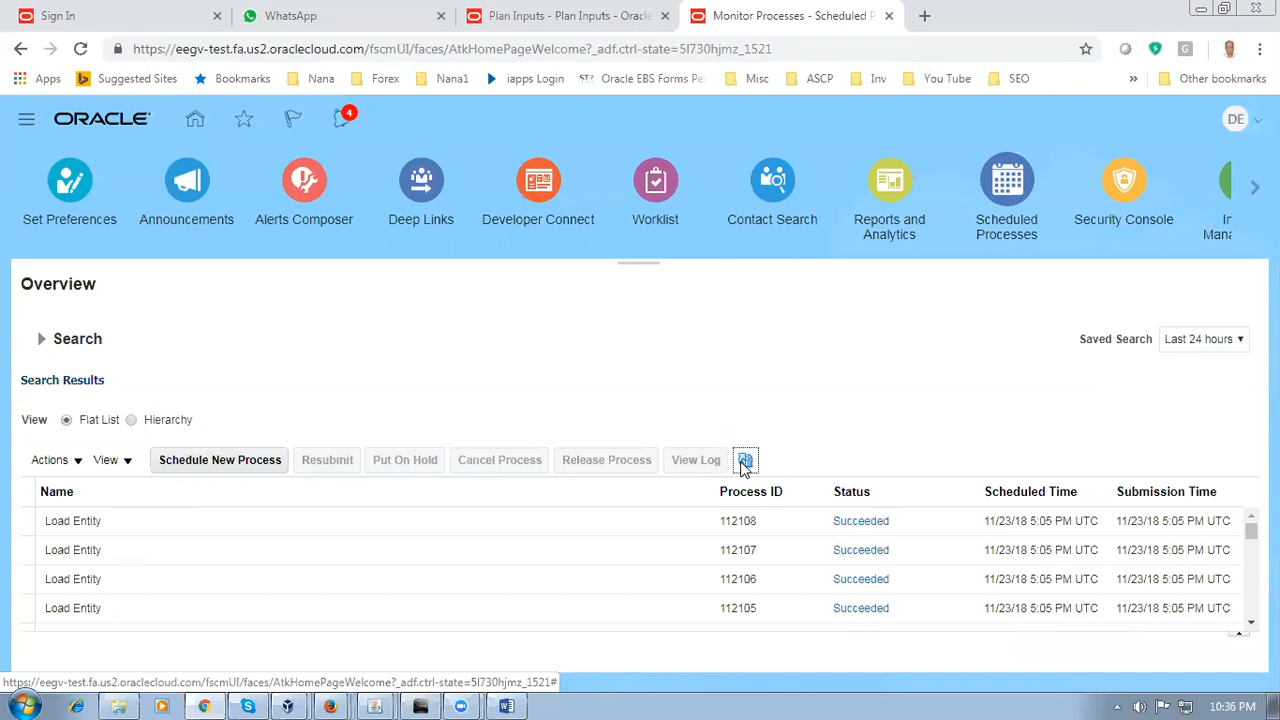 Sign In
WhatsApp
Plan Inputs - Plan Inputs - Oracle
Monitor Processes - Scheduled P
https://eegv-test.fa.us2.oraclecloud.com/fscmUI/faces/AtkHomePageWelcome?_adf.ctrl-state=5l730hjmz_1521
Apps
Suggested Sites
Bookmarks
Nana
Forex
Nana1
iapps Login
Oracle EBS Forms Pe
Misc
ASCP
Inv
You Tube
SEO
Other bookmarks
ORACLE
4
DE
Set Preferences
Announcements
Alerts Composer
Deep Links
Developer Connect
Worklist
Contact Search
Reports and
Analytics
Scheduled
Processes
Security Console
In
Mana
Overview
Search
Saved Search
Last 24 hours
Search Results
View
Flat List
Hierarchy
Actions
View
Schedule New Process
Resubmit
Put On Hold
Cancel Process
Release Process
View Log
Name Process ID Status Scheduled Time Submission Time
Load Entity 112108 Succeeded 11/23/18 5:05 PM UTC 11/23/18 5:05 PM UTC
Load Entity 112107 Succeeded 11/23/18 5:05 PM UTC 11/23/18 5:05 PM UTC
Load Entity 112106 Succeeded 11/23/18 5:05 PM UTC 11/23/18 5:05 PM UTC
Load Entity 112105 Succeeded 11/23/18 5:05 PM UTC 11/23/18 5:05 PM UTC
https://eegv-test.fa.us2.oraclecloud.com/fscmUI/faces/AtkHomePageWelcome?_adf.ctrl-state=5l730hjmz_1521#
10:36 PM